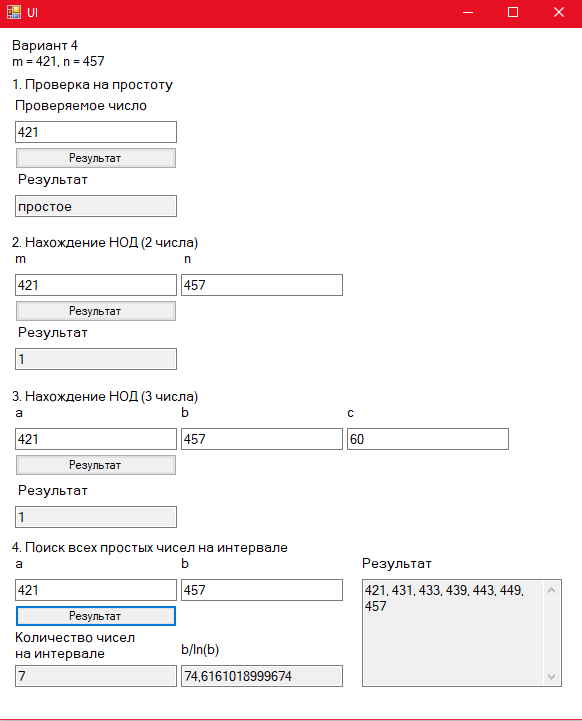 UI
Вариант 4
m = 421, n = 457
1. Проверка на простоту
Проверяемое число
421
Результат
Результат
простое
2. Нахождение НОД (2 числа)
m n
421 457
Результат
Результат
1
3. Нахождение НОД (3 числа)
a b c
421 457 60
Результат
Результат
1
4. Поиск всех простых чисел на интервале
a b
421 457
Результат
Количество чисел
на интервале
b/ln(b)
7 74,6161018999674
Результат
421, 431, 433, 439, 443, 449,
457